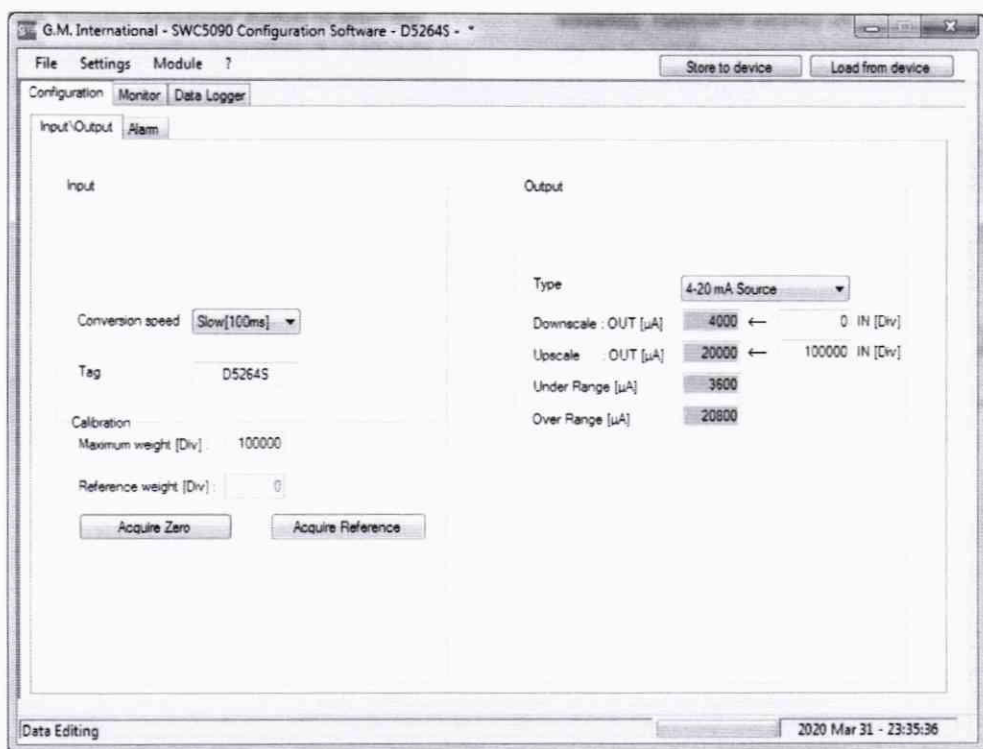 G.M. International - SWC5090 Configuration Software - D5264S - *
File Settings Module ?
Store to device Load from device
Configuration Monitor Data Logger
Input\Output Alarm
Input
Output
Type 4-20 mA Source
Conversion speed Slow[100ms]
Downscale : OUT [µA] 4000 ← 0 IN [Div]
Upscale : OUT [µA] 20000 ← 100000 IN [Div]
Tag D5264S
Under Range [µA] 3600
Over Range [µA] 20800
Calibration
Maximum weight [Div] : 100000
Reference weight [Div] : 0
Acquire Zero Acquire Reference
Data Editing
2020 Mar 31 - 23:35:36